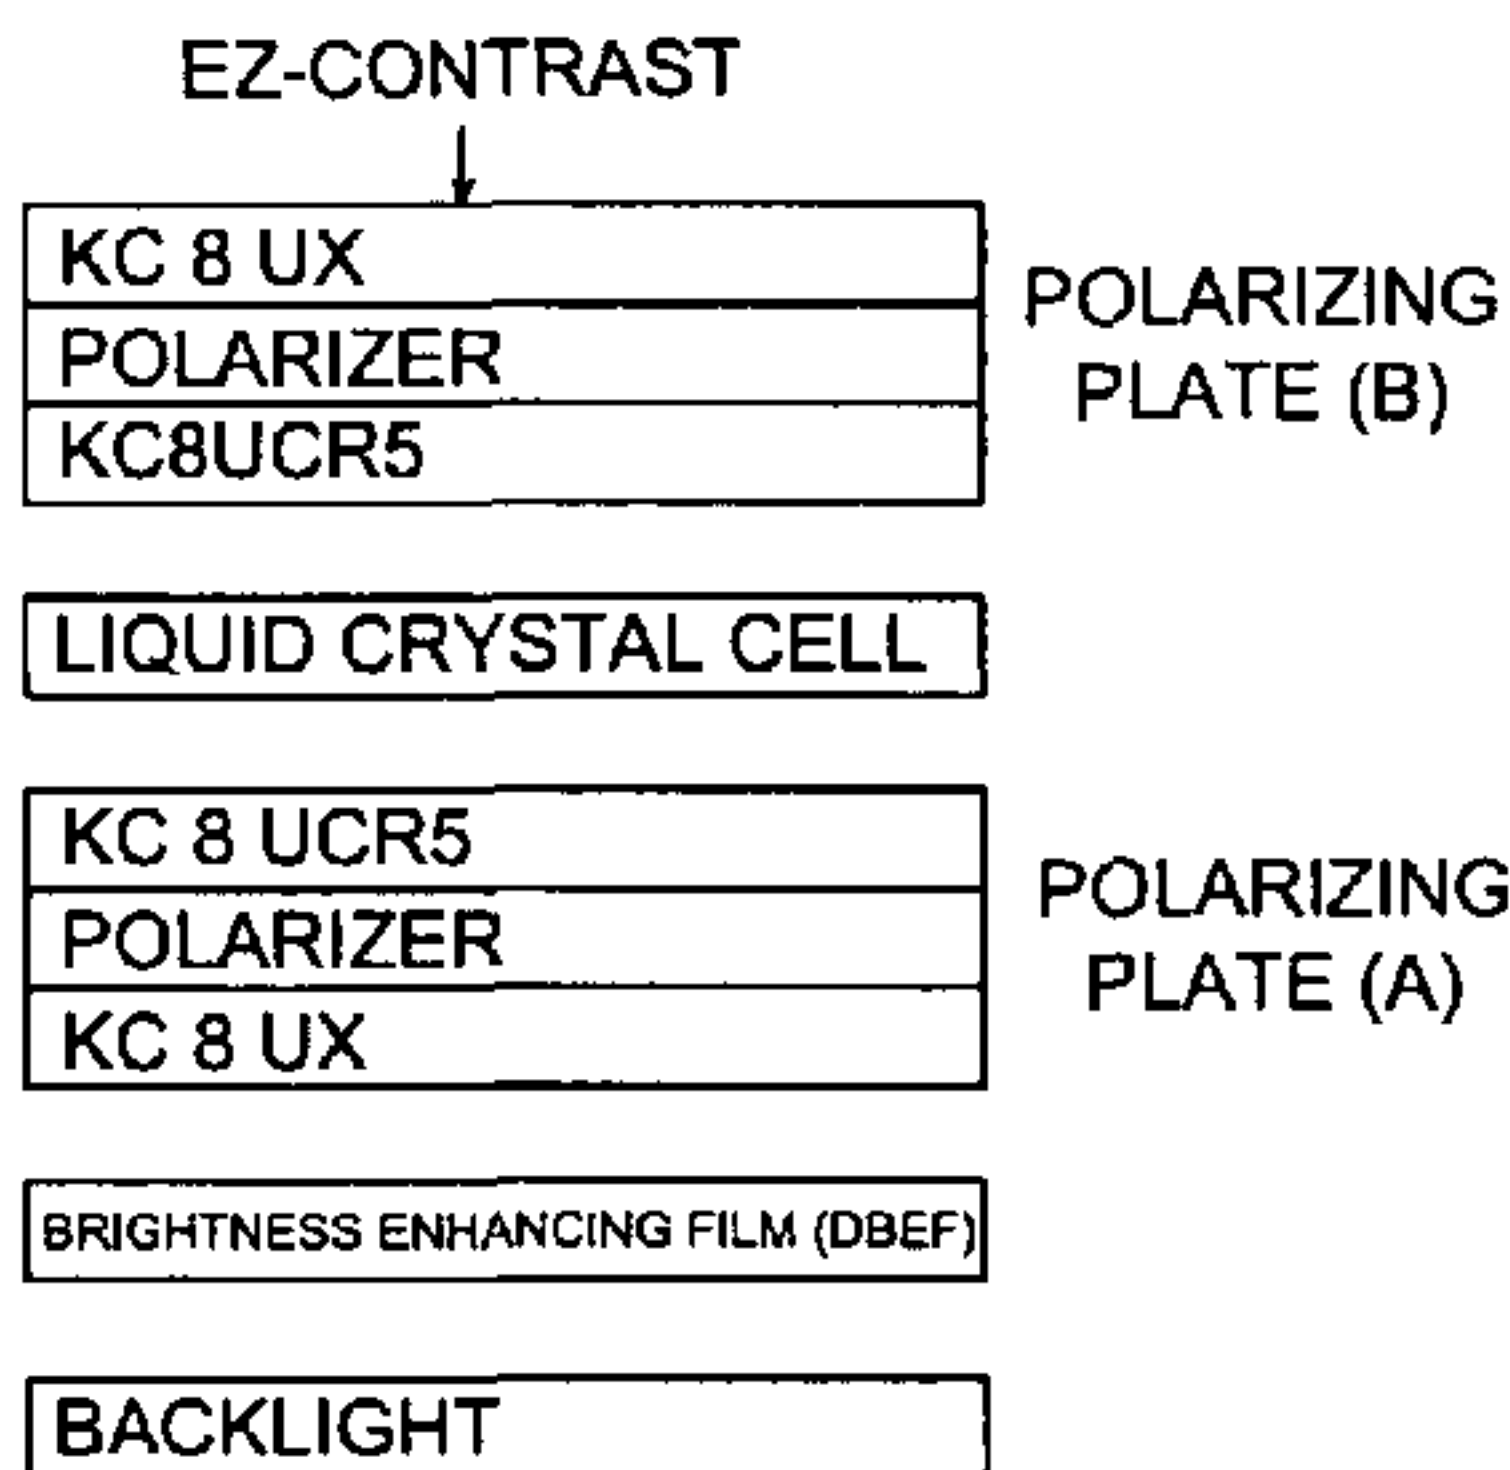 EZ-CONTRAST
KC 8 UX
POLARIZER
KC8UCR5
POLARIZING
PLATE (B)
LIQUID CRYSTAL CELL
KC 8 UCR5
POLARIZER
KC 8 UX
POLARIZING
PLATE (A)
BRIGHTNESS ENHANCING FILM (DBEF)
BACKLIGHT